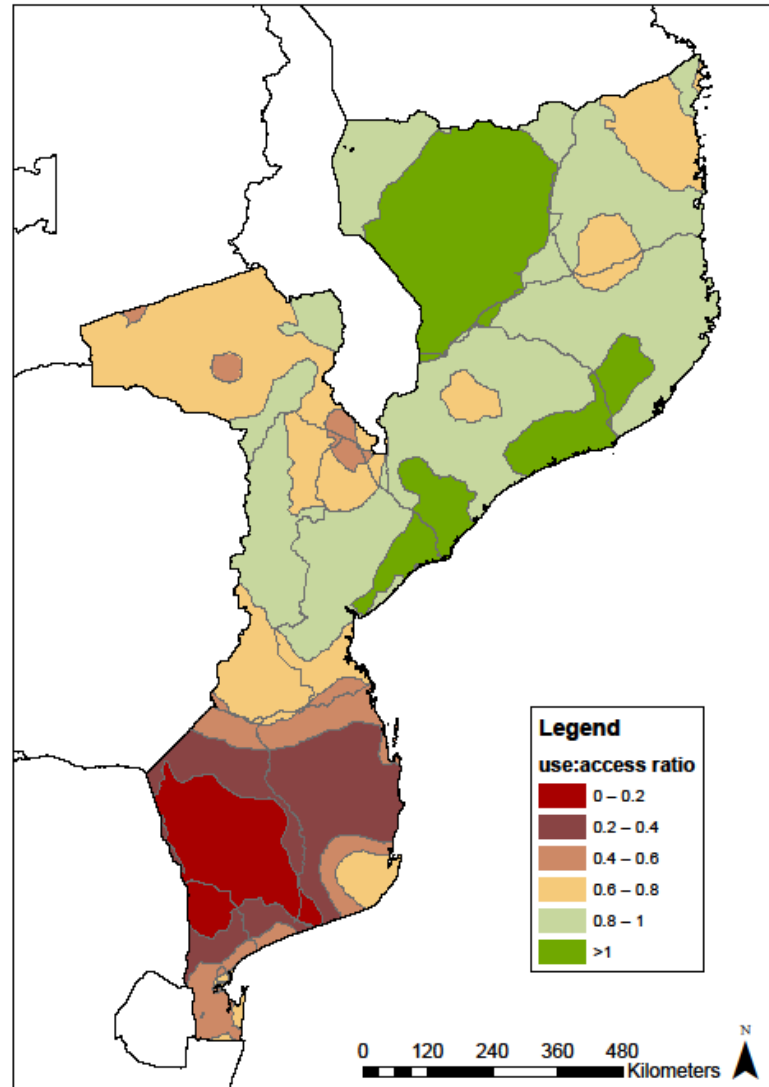 Legend
use:access ratio
0 – 0.2
0.2 – 0.4
0.4 – 0.6
0.6 – 0.8
0.8 – 1
>1
N
0 120 240 360 480
Kilometers